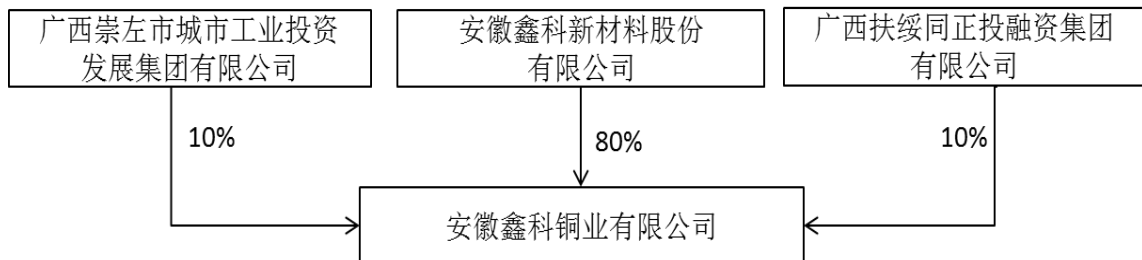 广西崇左市城市工业投资
发展集团有限公司
安徽鑫科新材料股份
有限公司
广西扶绥同正投融资集团
有限公司
10%
80%
10%
安徽鑫科铜业有限公司